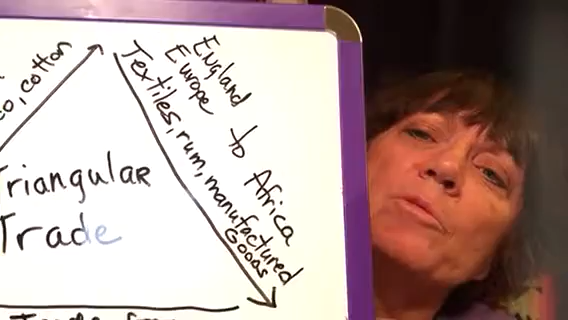 co, cotton
England
Europe to Africa
Textiles, rum, manufactured
Goods
Triangular
Trade